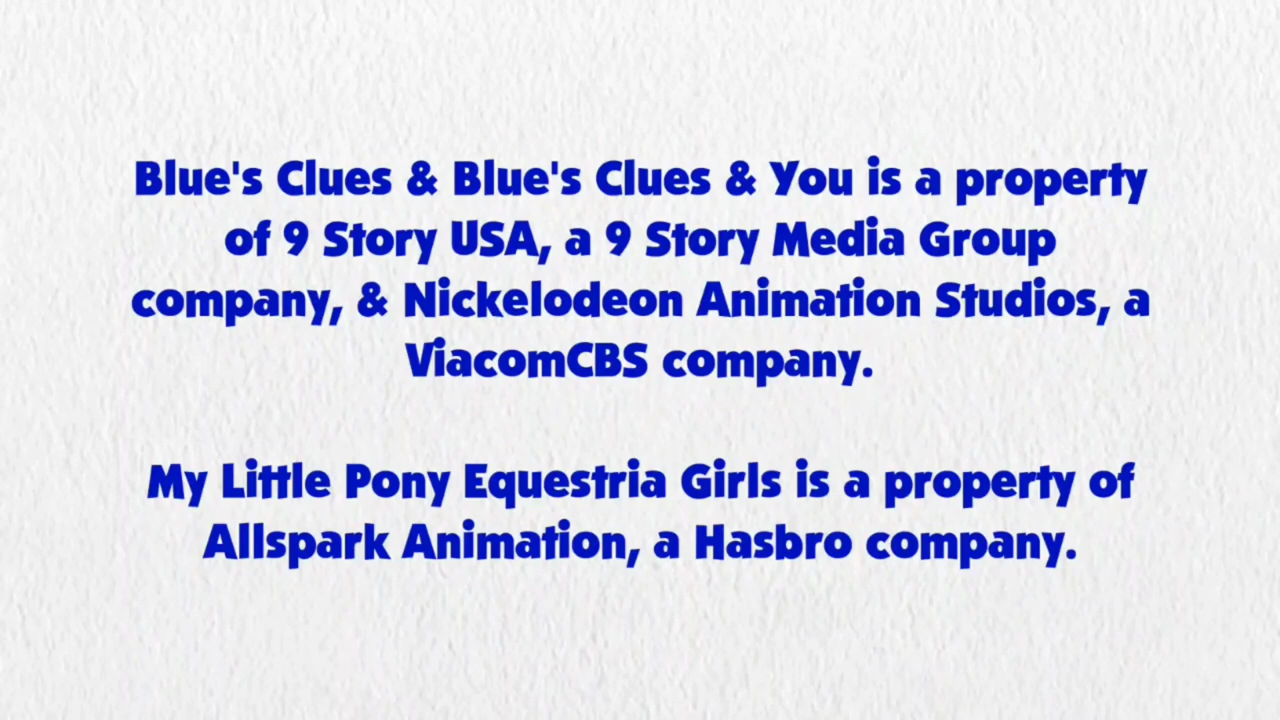 Blue's Clues & Blue's Clues & You is a property
of 9 Story USA, a 9 Story Media Group
company, & Nickelodeon Animation Studios, a
ViacomCBS company.
My Little Pony Equestria Girls is a property of
Allspark Animation, a Hasbro company.